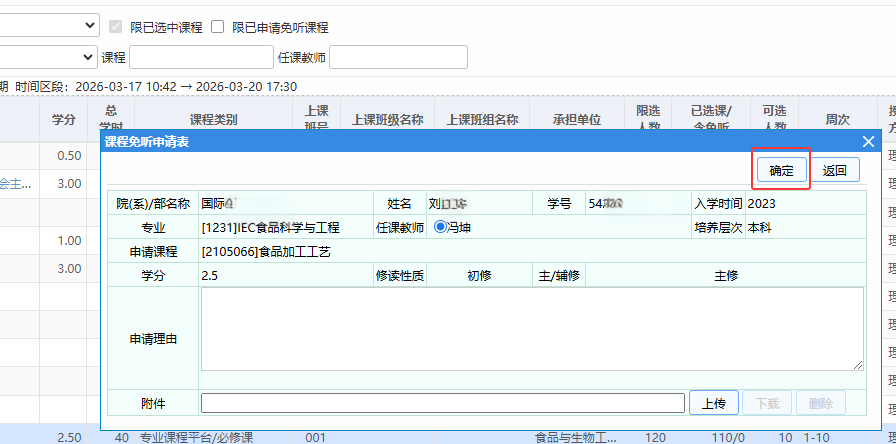 限已选中课程 限已申请免听课程
课程 任课教师
期 时间区段：2026-03-17 10:42 → 2026-03-20 17:30
学分 总学时 课程类别 上课班号 上课班级名称 上课班组名称 承担单位 限选人数 已选课/含免听 可选人数 周次
课程免听申请表
0.50
确定 返回
会主... 3.00
院(系)/部名称 国际 姓名 刘 学号 54 入学时间 2023
专业 [1231]IEC食品科学与工程 任课教师 冯坤 培养层次 本科
1.00
申请课程 [2105066]食品加工工艺
3.00
学分 2.5 修读性质 初修 主/辅修 主修
申请理由
附件 上传 下载 删除
2.50 40 专业课程平台/必修课 001 食品与生物工... 120 110/0 10 1-10